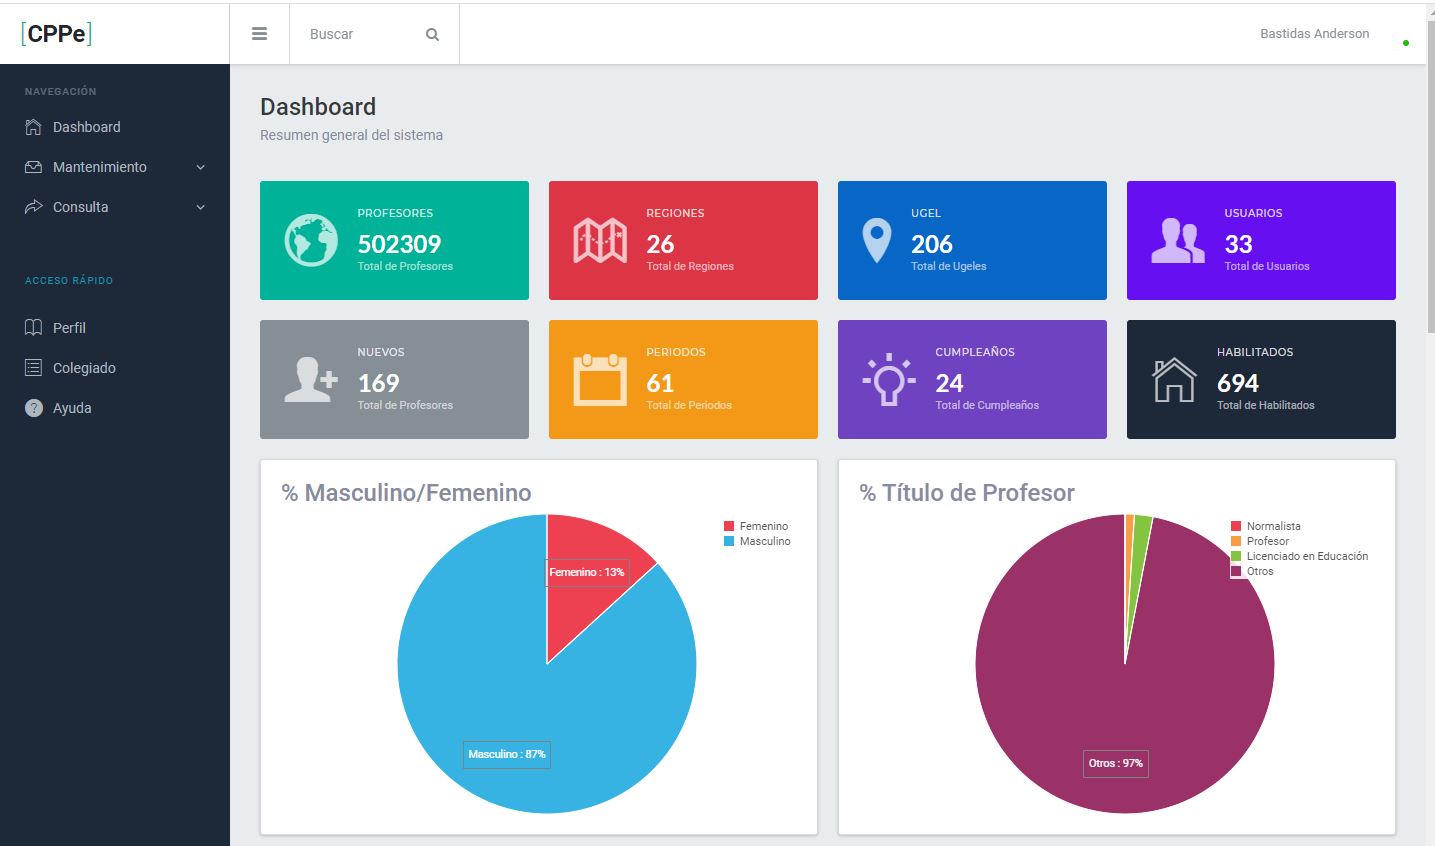 [CPPe]
Buscar
Bastidas Anderson
NAVEGACIÓN
Dashboard
Mantenimiento
Consulta
ACCESO RÁPIDO
Perfil
Colegiado
Ayuda
Dashboard
Resumen general del sistema
PROFESORES
502309
Total de Profesores
REGIONES
26
Total de Regiones
UGEL
206
Total de Ugeles
USUARIOS
33
Total de Usuarios
NUEVOS
169
Total de Profesores
PERIODOS
61
Total de Periodos
CUMPLEAÑOS
24
Total de Cumpleaños
HABILITADOS
694
Total de Habilitados
% Masculino/Femenino
Femenino
Masculino
Femenino : 13%
Masculino : 87%
% Título de Profesor
Normalista
Profesor
Licenciado en Educación
Otros
Otros : 97%